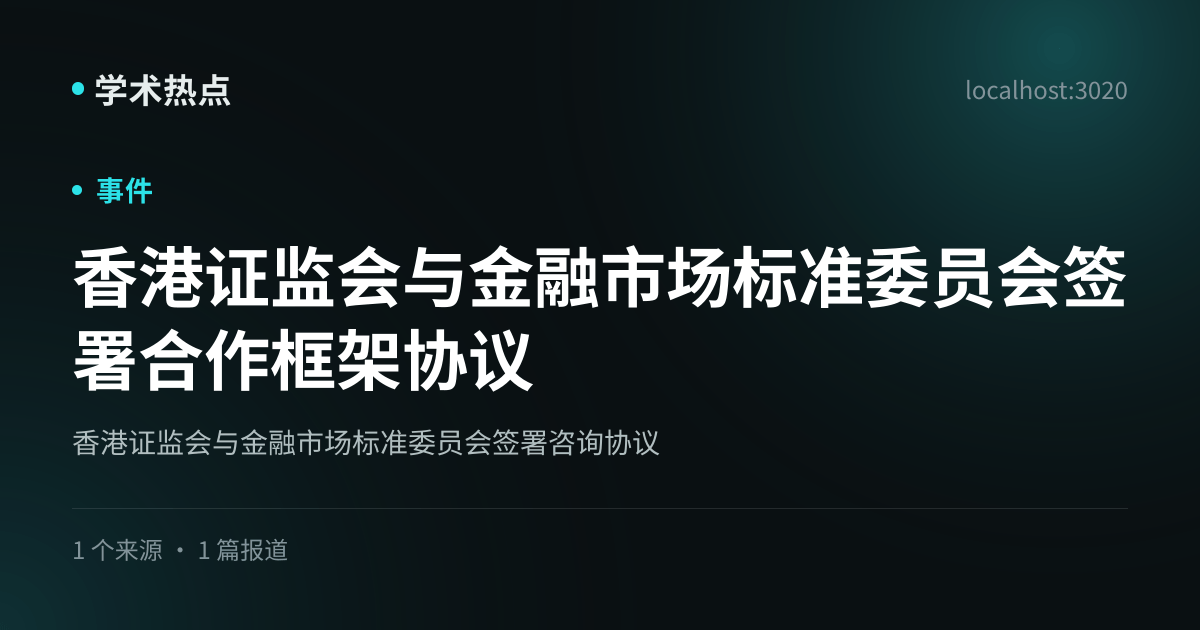 学术热点
localhost:3020
事件
香港证监会与金融市场标准委员会签
署合作框架协议
香港证监会与金融市场标准委员会签署咨询协议
1 个来源 · 1 篇报道